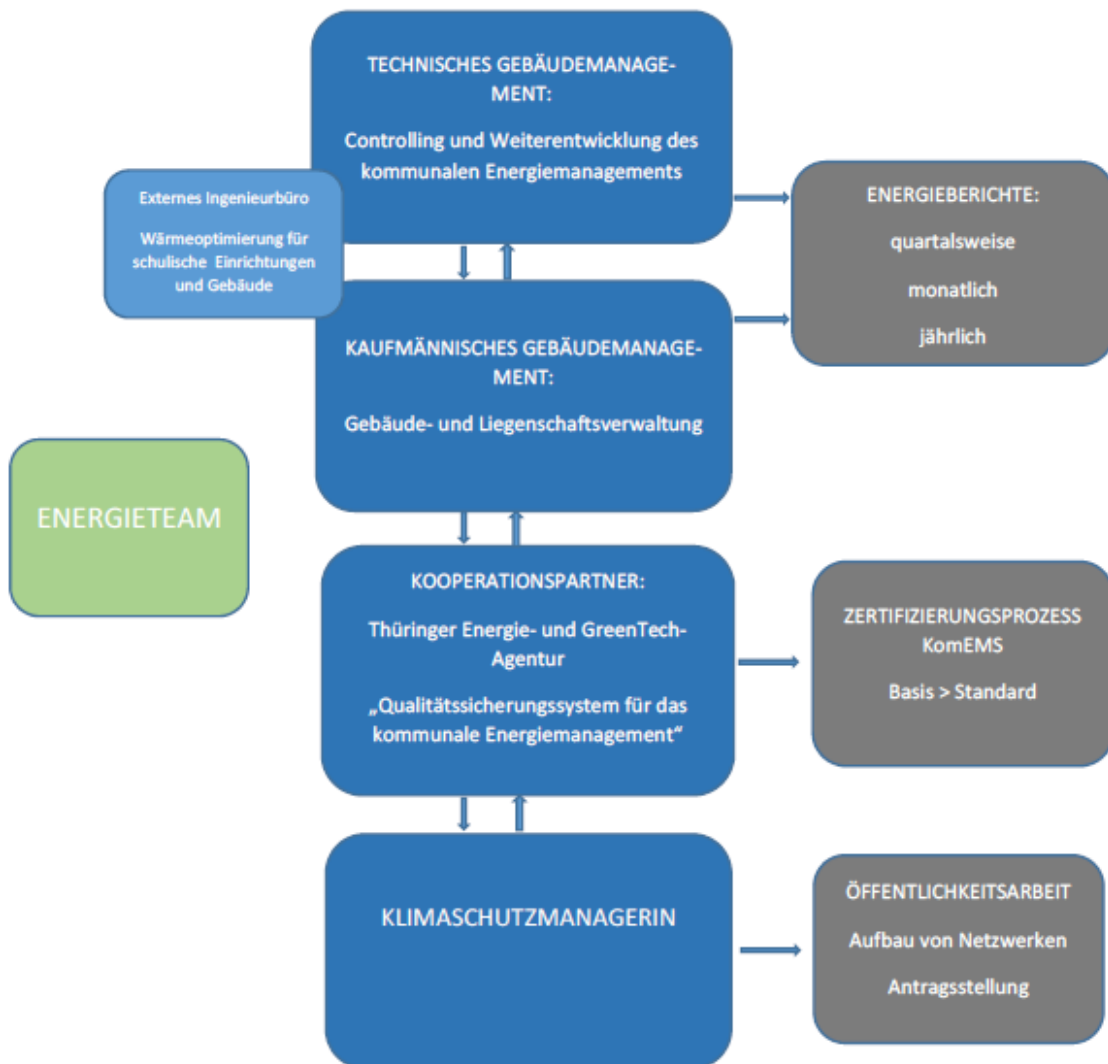 TECHNISCHES GEBÄUDEMANAGE-
MENT:
Controlling und Weiterentwicklung des
kommunalen Energiemanagements
Externes Ingenieurbüro
Wärmeoptimierung für
schulische Einrichtungen
und Gebäude
ENERGIEBERICHTE:
quartalsweise
monatlich
jährlich
KAUFMÄNNISCHES GEBÄUDEMANAGE-
MENT:
Gebäude- und Liegenschaftsverwaltung
ENERGIETEAM
KOOPERATIONSPARTNER:
Thüringer Energie- und GreenTech-
Agentur
„Qualitätssicherungssystem für das
kommunale Energiemanagement“
ZERTIFIZIERUNGSPROZESS
KomEMS
Basis > Standard
KLIMASCHUTZMANAGERIN
ÖFFENTLICHKEITSARBEIT
Aufbau von Netzwerken
Antragsstellung